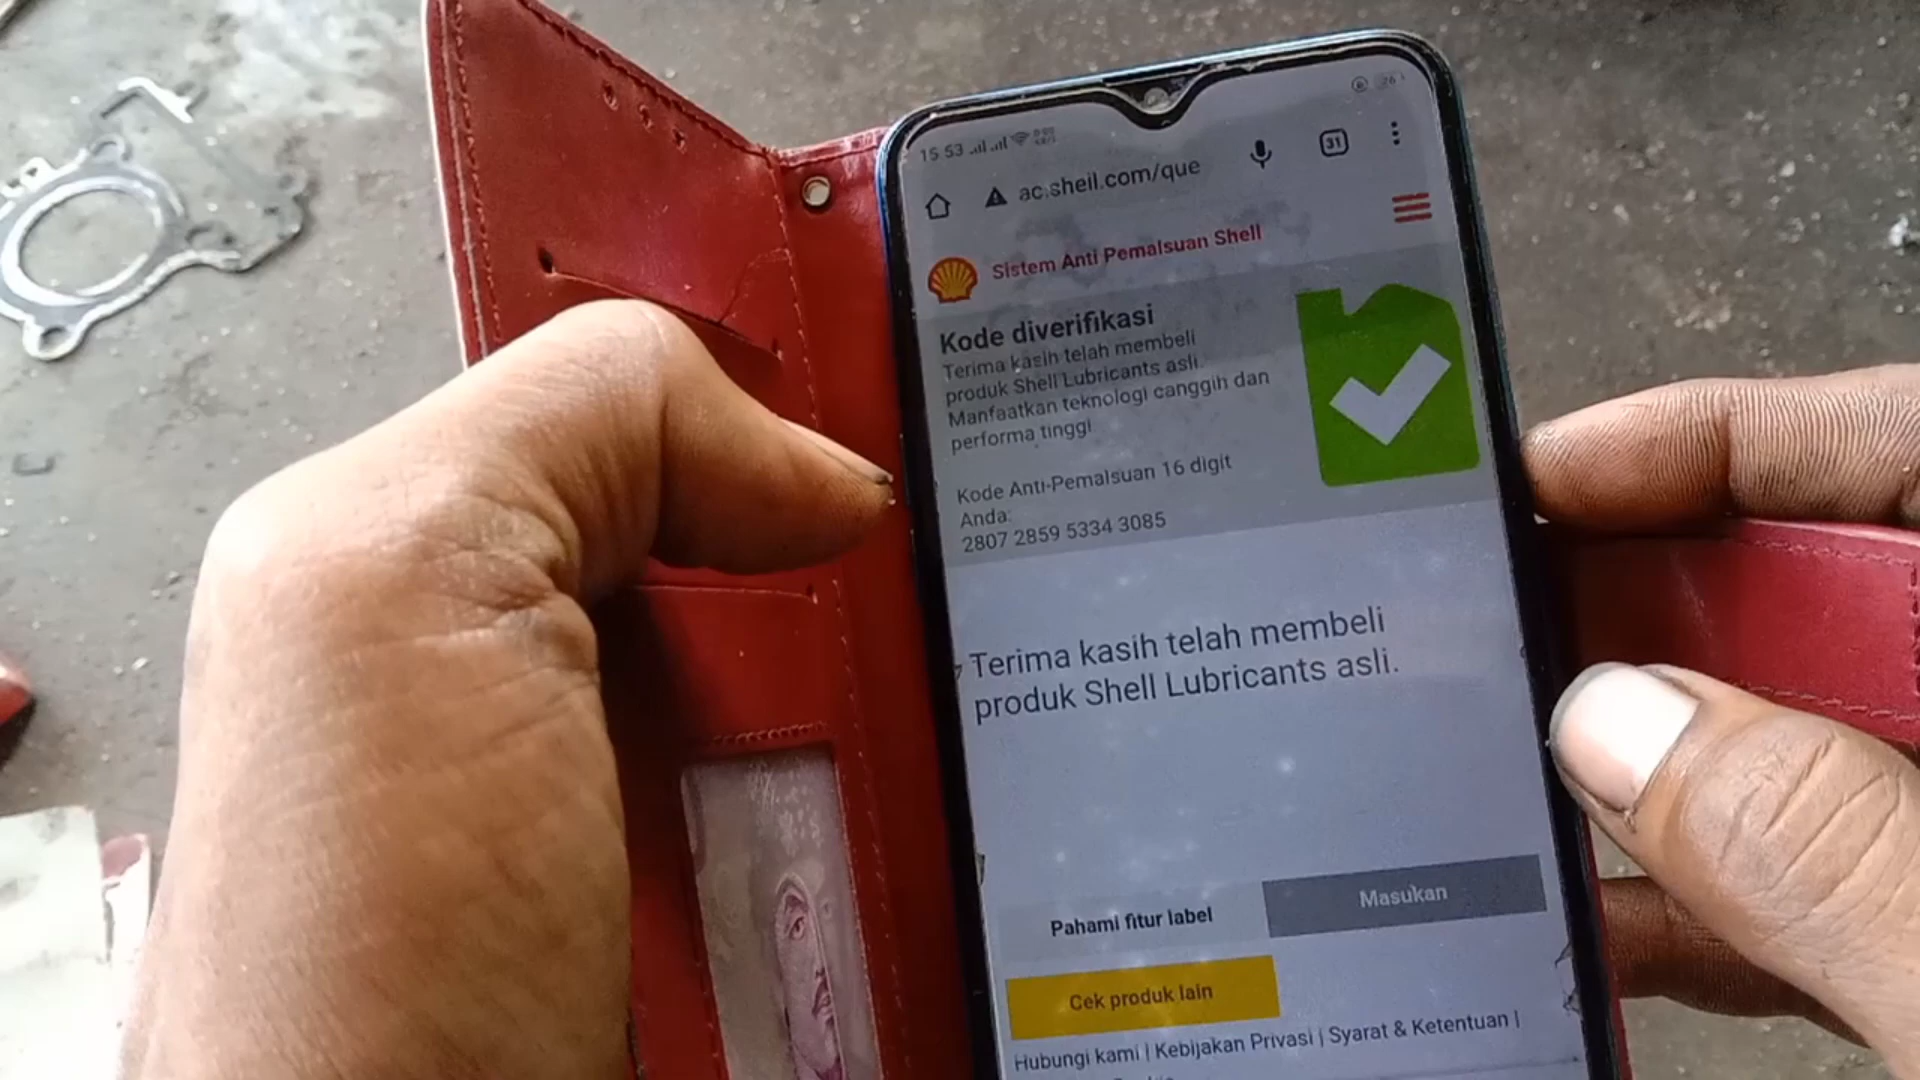 15 53
ac.shell.com/que
31
Sistem Anti Pemalsuan Shell
Kode diverifikasi
Terima kasih telah membeli
produk Shell Lubricants asli.
Manfaatkan teknologi canggih dan
performa tinggi
Kode Anti-Pemalsuan 16 digit
Anda:
2807 2859 5334 3085
Terima kasih telah membeli
produk Shell Lubricants asli.
Pahami fitur label
Masukan
Cek produk lain
Hubungi kami | Kebijakan Privasi | Syarat & Ketentuan |